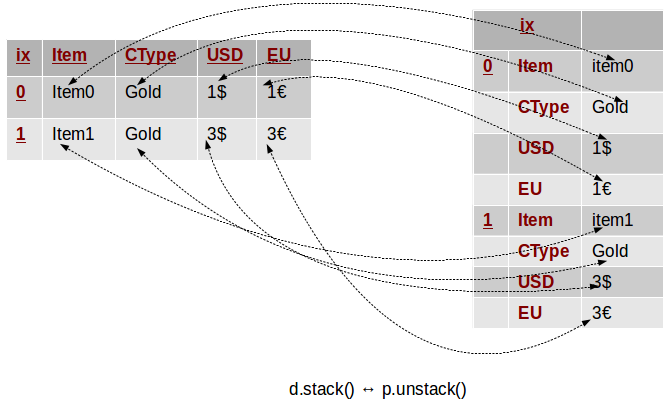 ix Item CType USD EU
0 Item0 Gold 1$ 1€
1 Item1 Gold 3$ 3€
ix
0 Item item0
CType Gold
USD 1$
EU 1€
1 Item item1
CType Gold
USD 3$
EU 3€
d.stack() ↔ p.unstack()